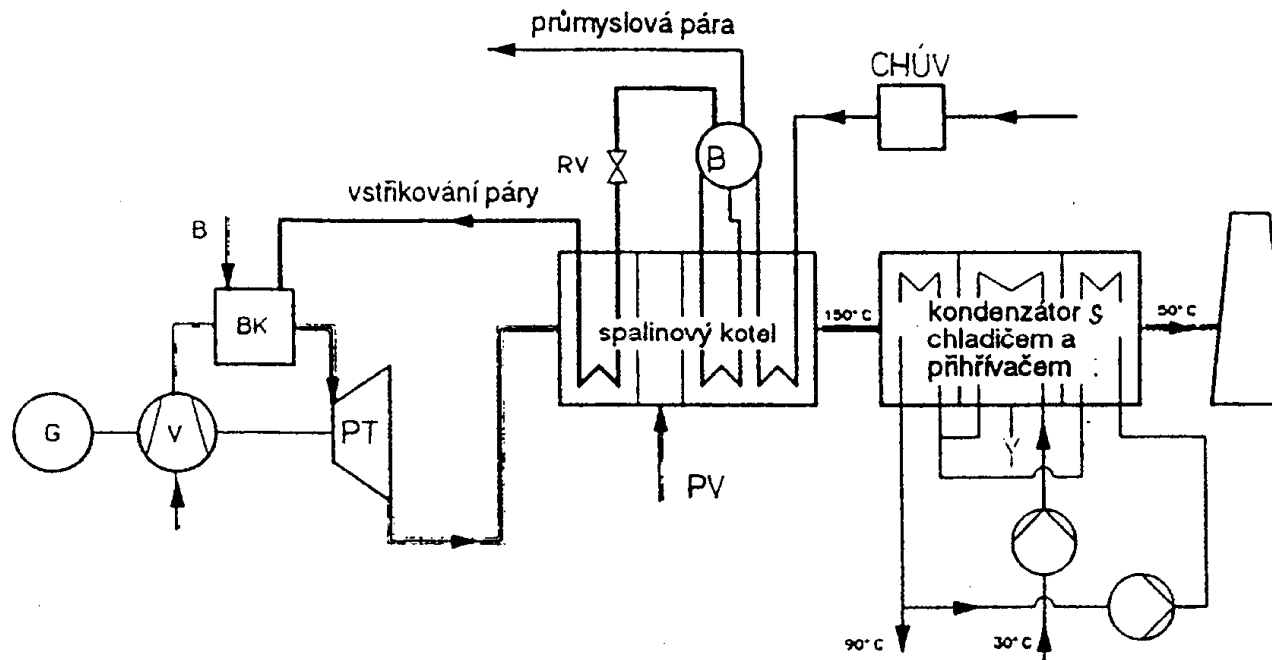 průmyslová pára
CHÚV
B
RV
vstřikování páry
B
BK
spalinový kotel
150°C
kondenzátor s
chladičem a
přihřívačem
50°C
G
V
PT
PV
90°C
30°C